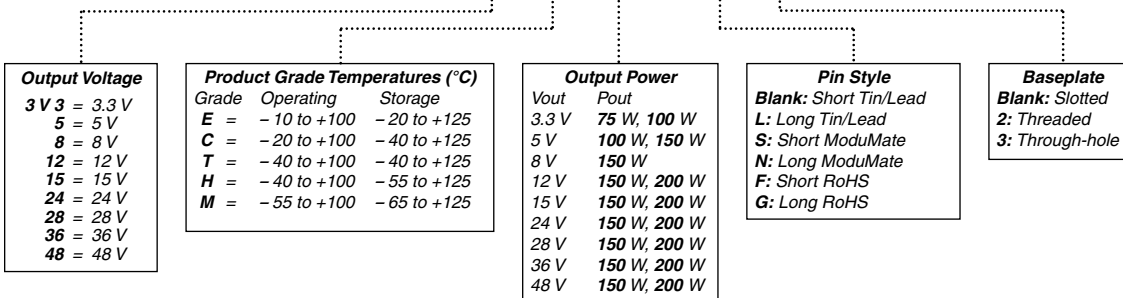 Output Voltage
3 V 3 = 3.3 V
5 = 5 V
8 = 8 V
12 = 12 V
15 = 15 V
24 = 24 V
28 = 28 V
36 = 36 V
48 = 48 V
Product Grade Temperatures (°C)
Grade Operating Storage
E = – 10 to +100 – 20 to +125
C = – 20 to +100 – 40 to +125
T = – 40 to +100 – 40 to +125
H = – 40 to +100 – 55 to +125
M = – 55 to +100 – 65 to +125
Output Power
Vout Pout
3.3 V 75 W, 100 W
5 V 100 W, 150 W
8 V 150 W
12 V 150 W, 200 W
15 V 150 W, 200 W
24 V 150 W, 200 W
28 V 150 W, 200 W
36 V 150 W, 200 W
48 V 150 W, 200 W
Pin Style
Blank: Short Tin/Lead
L: Long Tin/Lead
S: Short ModuMate
N: Long ModuMate
F: Short RoHS
G: Long RoHS
Baseplate
Blank: Slotted
2: Threaded
3: Through-hole